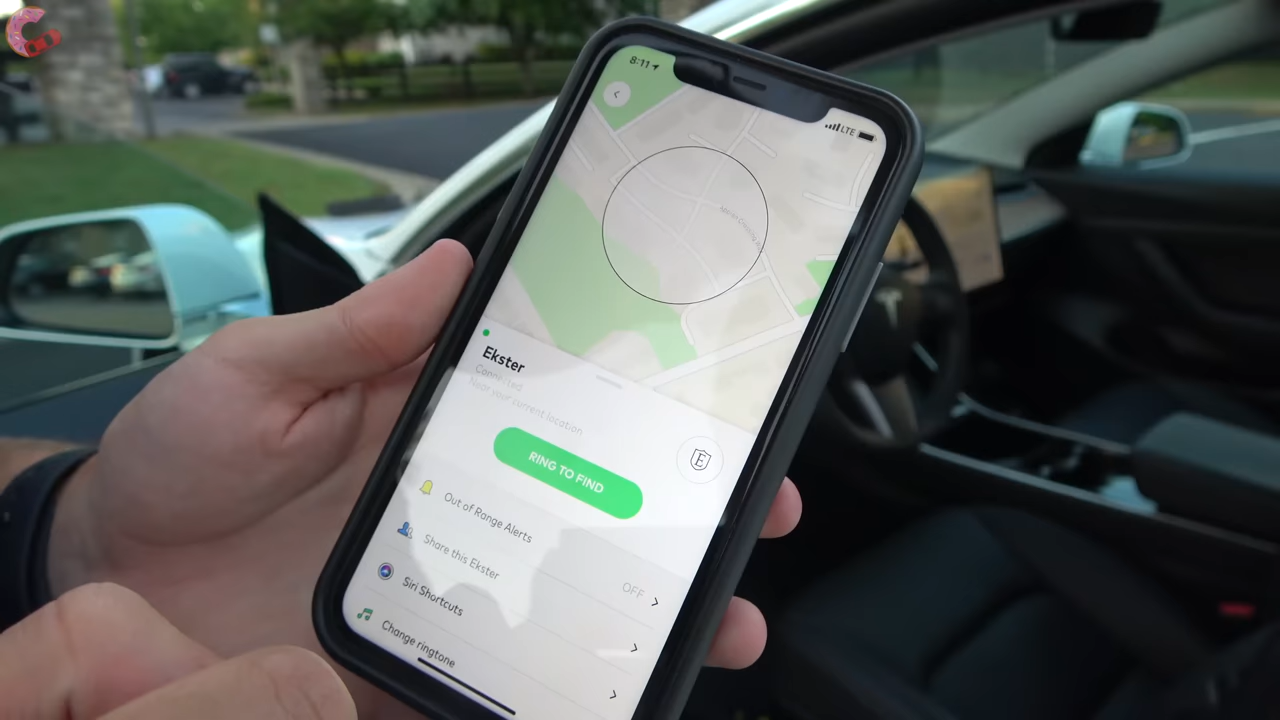 8:11
LTE
Ekster
Connected
Near your current location
RING TO FIND
E
Out of Range Alerts
OFF
Share this Ekster
Siri Shortcuts
Change ringtone